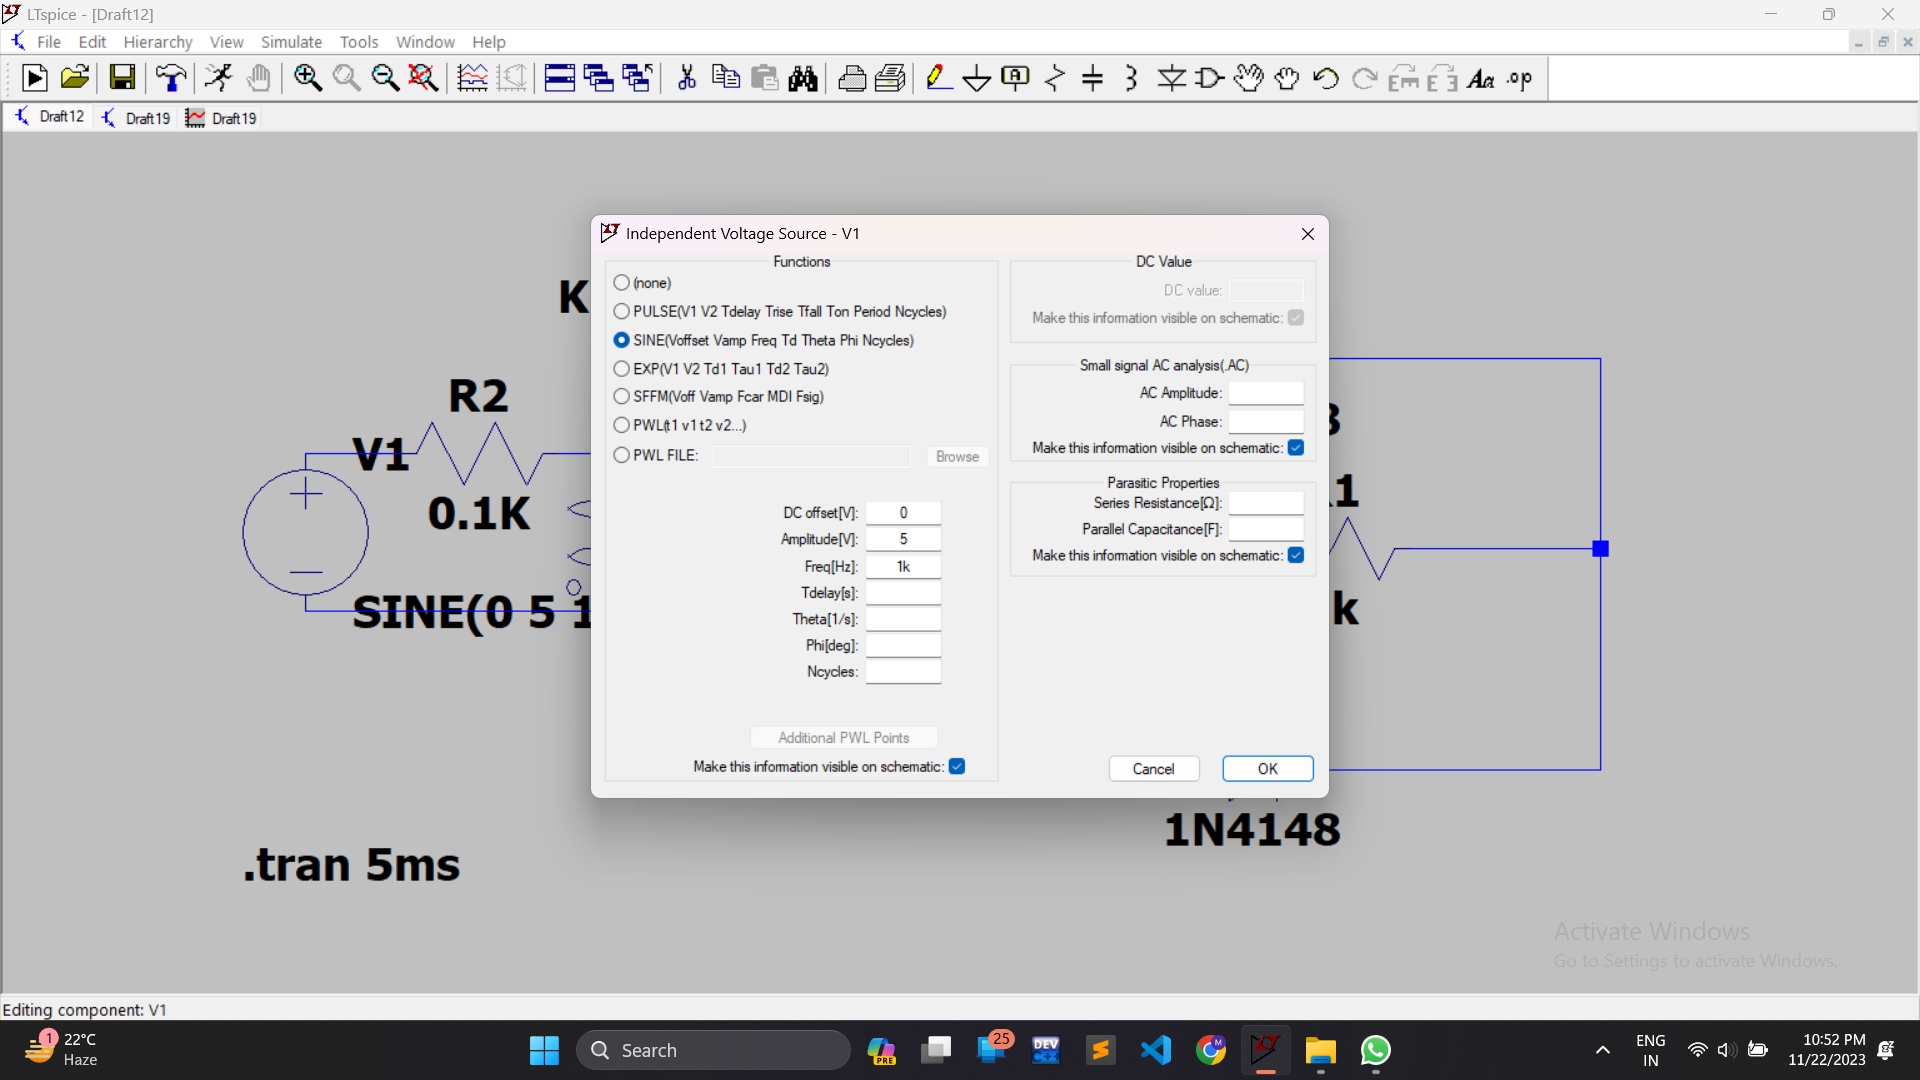 LTspice - [Draft12]
File Edit Hierarchy View Simulate Tools Window Help
Aa .op
Draft12 Draft19 Draft19
Independent Voltage Source - V1
Functions
(none)
PULSE(V1 V2 Tdelay Trise Tfall Ton Period Ncycles)
SINE(Voffset Vamp Freq Td Theta Phi Ncycles)
EXP(V1 V2 Td1 Tau1 Td2 Tau2)
SFFM(Voff Vamp Fcar MDI Fsig)
PWL(t1 v1 t2 v2...)
PWL FILE: Browse
DC offset[V]: 0
Amplitude[V]: 5
Freq[Hz]: 1k
Tdelay[s]:
Theta[1/s]:
Phi[deg]:
Ncycles:
Additional PWL Points
Make this information visible on schematic:
DC Value
DC value:
Make this information visible on schematic:
Small signal AC analysis(.AC)
AC Amplitude:
AC Phase:
Make this information visible on schematic:
Parasitic Properties
Series Resistance[Ω]:
Parallel Capacitance[F]:
Make this information visible on schematic:
Cancel OK
K
R2
V1
0.1K
SINE(0 5 1
1
k
1N4148
.tran 5ms
Activate Windows
Go to Settings to activate Windows.
Editing component: V1
1
22°C
Haze
Search
PRE
25
DEV
C++
M
ENG
IN
10:52 PM
11/22/2023